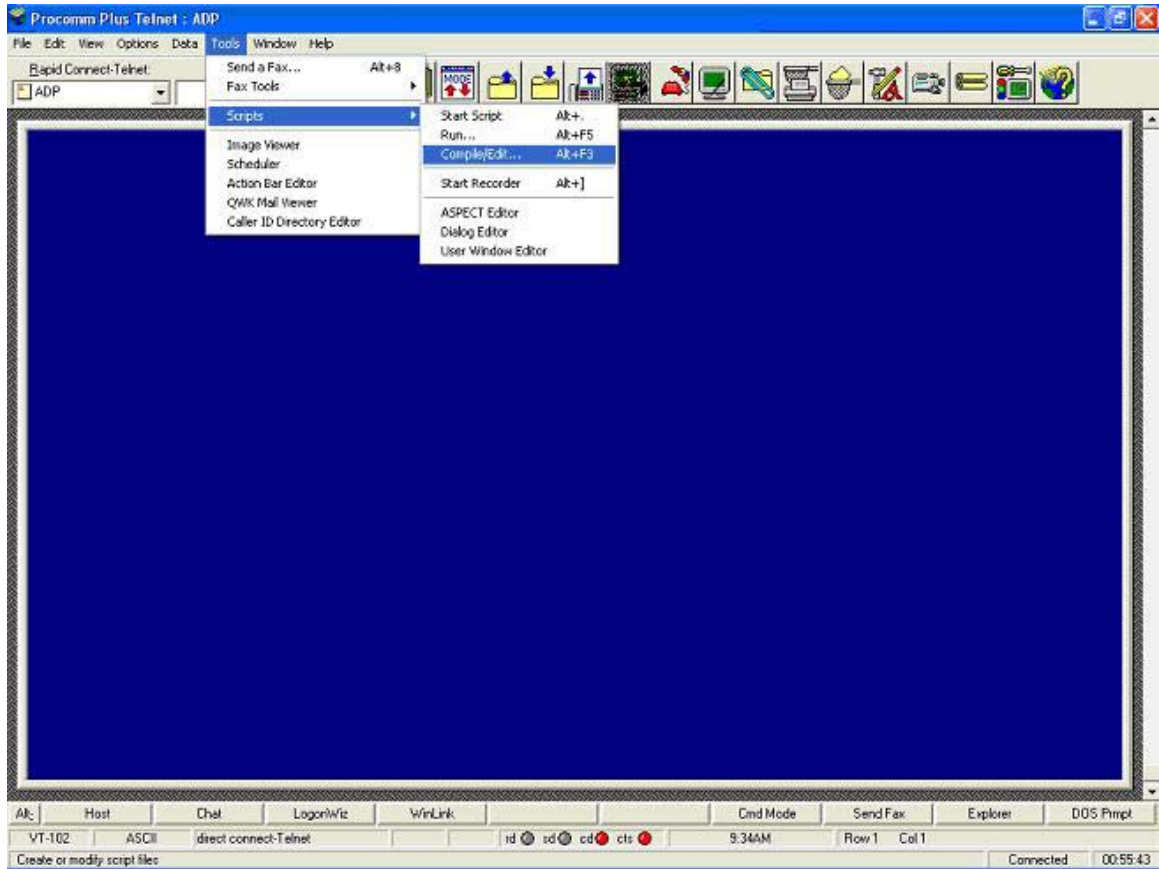 Procomm Plus Telnet : ADP
File Edit View Options Data Tools Window Help
Rapid Connect-Telnet:
ADP
MODE
Send a Fax... Alt+8
Fax Tools
Scripts
Image Viewer
Scheduler
Action Bar Editor
QWK Mail Viewer
Caller ID Directory Editor
Start Script Alt+.
Run... Alt+F5
Compile/Edit... Alt+F3
Start Recorder Alt+]
ASPECT Editor
Dialog Editor
User Window Editor
Alt- Host Chat LogonWiz WinLink Cmd Mode Send Fax Explorer DOS Prmpt
VT-102 ASCII direct connect-Telnet rd sd cd cts 9:34AM Row 1 Col 1
Create or modify script files Connected 00:55:43